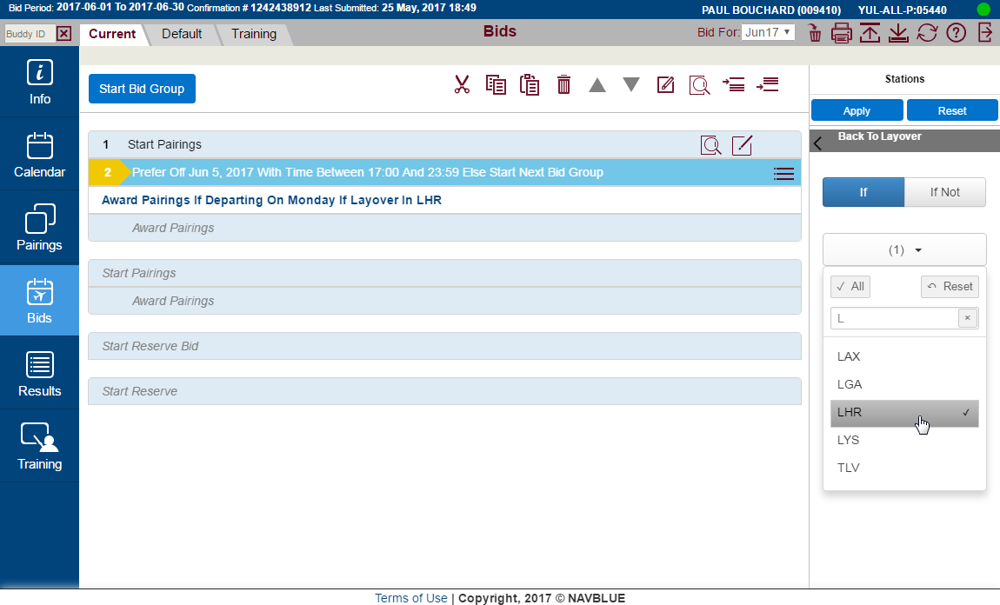 Bid Period: 2017-06-01 To 2017-06-30 Confirmation # 1242438912 Last Submitted: 25 May, 2017 18:49
PAUL BOUCHARD (009410) YUL-ALL-P:05440
Buddy ID
Current Default Training
Bids
Bid For: Jun17
Info
Calendar
Pairings
Bids
Results
Training
Start Bid Group
1 Start Pairings
2 Prefer Off Jun 5, 2017 With Time Between 17:00 And 23:59 Else Start Next Bid Group
Award Pairings If Departing On Monday If Layover In LHR
Award Pairings
Start Pairings
Award Pairings
Start Reserve Bid
Start Reserve
Stations
Apply Reset
Back To Layover
If If Not
(1)
✓ All Reset
L ×
LAX
LGA
LHR ✓
LYS
TLV
Terms of Use | Copyright, 2017 © NAVBLUE